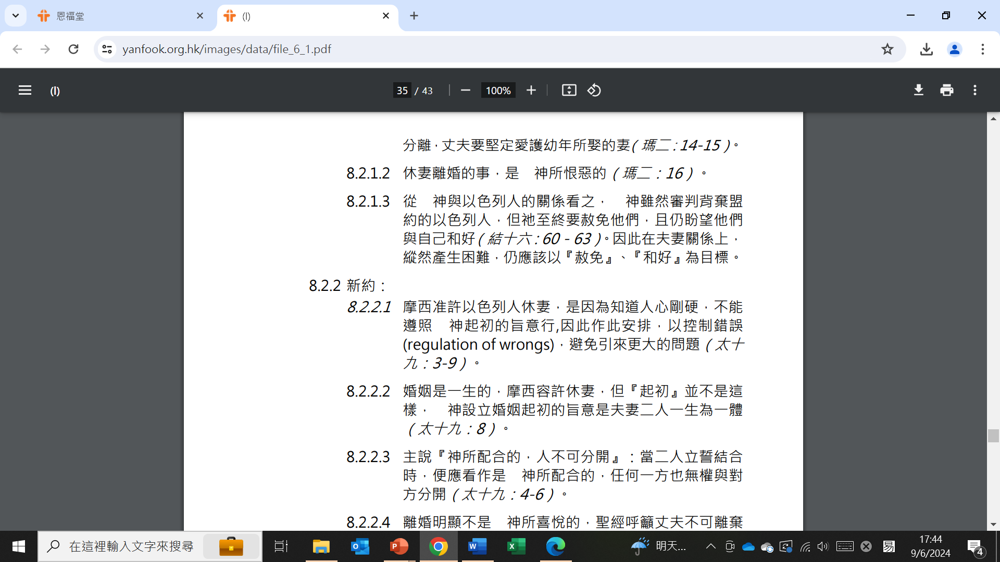 恩福堂
(I)
yanfook.org.hk/images/data/file_6_1.pdf
(I)
35 / 43
100%
分離，丈夫要堅定愛護幼年所娶的妻(瑪二：14-15)。
8.2.1.2 休妻離婚的事，是　神所恨惡的（瑪二：16）。
8.2.1.3 從　神與以色列人的關係看之，　神雖然審判背棄盟
約的以色列人，但祂至終要赦免他們，且仍盼望他們
與自己和好(結十六：60 - 63)。因此在夫妻關係上，
縱然產生困難，仍應該以『赦免』、『和好』為目標。
8.2.2 新約：
8.2.2.1 摩西准許以色列人休妻，是因為知道人心剛硬，不能
遵照　神起初的旨意行,因此作此安排，以控制錯誤
(regulation of wrongs)，避免引來更大的問題（太十
九：3-9）。
8.2.2.2 婚姻是一生的，摩西容許休妻，但『起初』並不是這
樣，　神設立婚姻起初的旨意是夫妻二人一生為一體
（太十九：8）。
8.2.2.3 主說『神所配合的，人不可分開』：當二人立誓結合
時，便應看作是　神所配合的，任何一方也無權與對
方分開（太十九：4-6）。
8.2.2.4 離婚明顯不是　神所喜悅的，聖經呼籲丈夫不可離棄
在這裡輸入文字來搜尋
明天...
易
17:44
9/6/2024
4